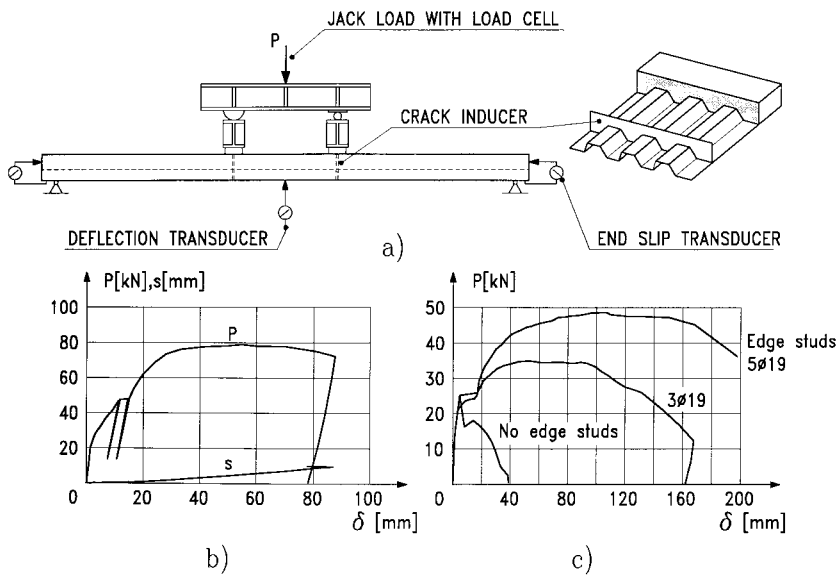 JACK LOAD WITH LOAD CELL
P
CRACK INDUCER
DEFLECTION TRANSDUCER
END SLIP TRANSDUCER
a)
P[kN],s[mm]
100
80
60
40
20
0
20
40
60
80
100
P
s
δ [mm]
b)
P[kN]
50
40
30
20
10
0
40
80
120
160
200
Edge studs
5ø19
3ø19
No edge studs
δ [mm]
c)